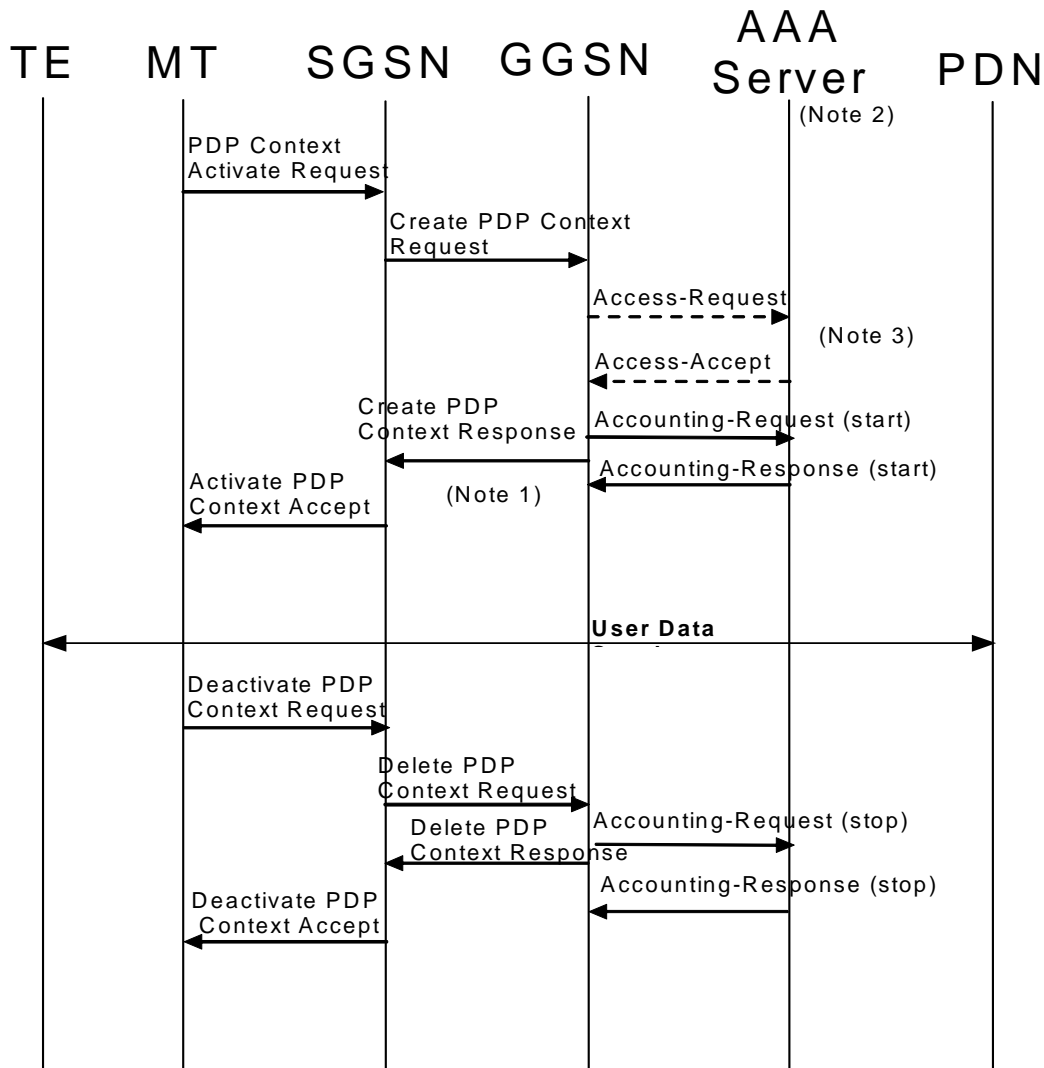 TE MT SGSN GGSN AAA Server PDN
(Note 2)
PDP Context
Activate Request
Create PDP Context
Request
Access-Request
(Note 3)
Access-Accept
Create PDP
Context Response
Accounting-Request (start)
Accounting-Response (start)
Activate PDP
Context Accept
(Note 1)
User Data
Deactivate PDP
Context Request
Delete PDP
Context Request
Accounting-Request (stop)
Delete PDP
Context Response
Accounting-Response (stop)
Deactivate PDP
Context Accept